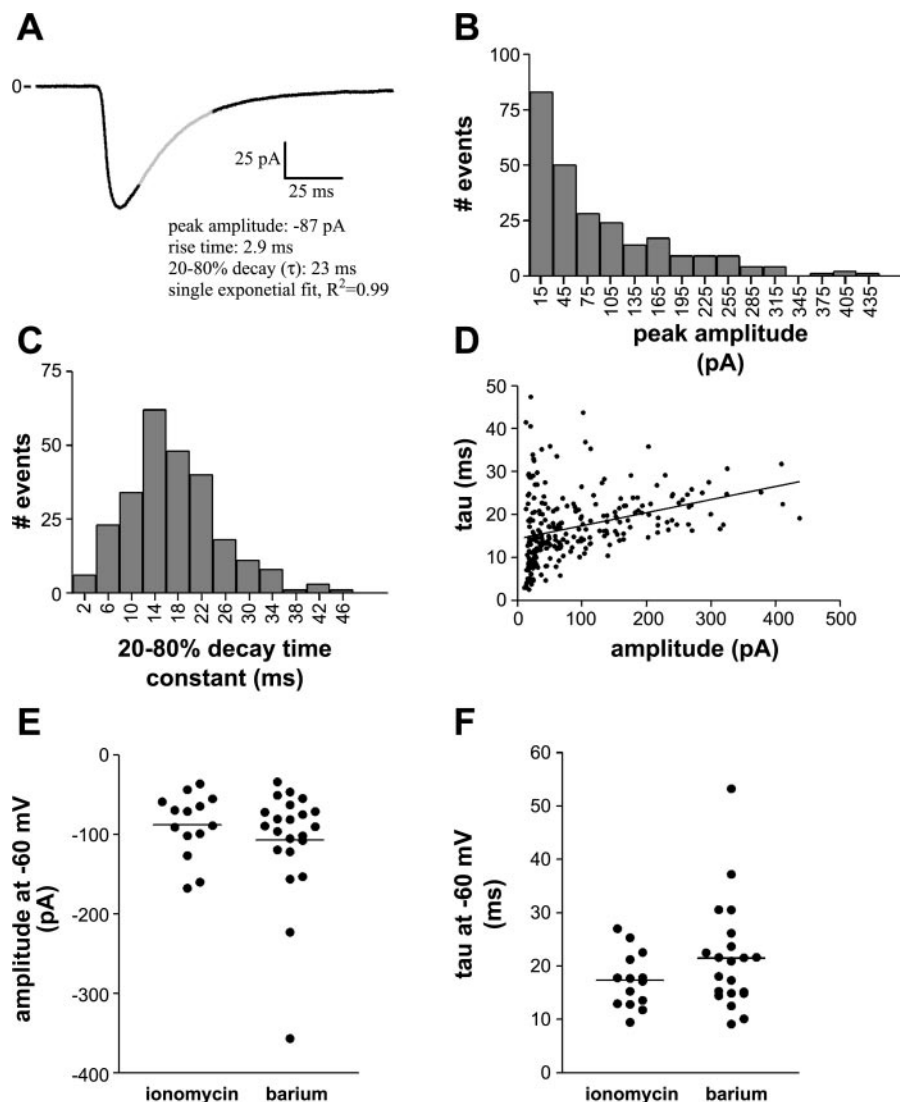 A
0
25 pA
25 ms
peak amplitude: -87 pA
rise time: 2.9 ms
20-80% decay (τ): 23 ms
single exponetial fit, R²=0.99
B
# events
100
75
50
25
0
15
45
75
105
135
165
195
225
255
285
315
345
375
405
435
peak amplitude
(pA)
C
# events
75
50
25
0
2
6
10
14
18
22
26
30
34
38
42
46
20-80% decay time
constant (ms)
D
tau (ms)
50
40
30
20
10
0
0
100
200
300
400
500
amplitude (pA)
E
amplitude at -60 mV
(pA)
0
-100
-200
-300
-400
ionomycin
barium
F
tau at -60 mV
(ms)
60
50
40
30
20
10
0
ionomycin
barium